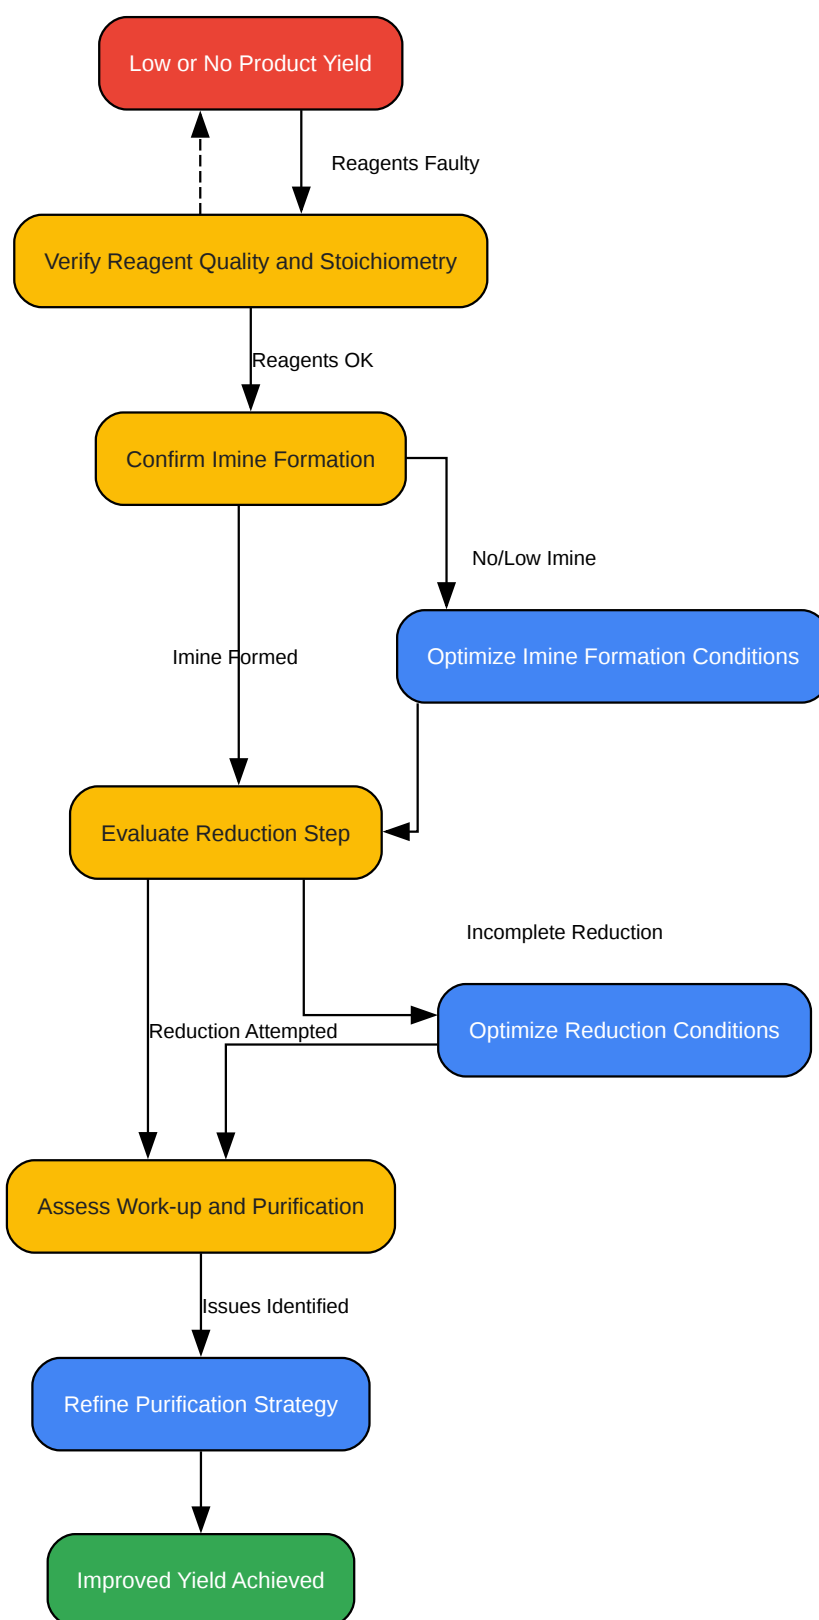 Low or No Product Yield
Reagents Faulty
Verify Reagent Quality and Stoichiometry
Reagents OK
Confirm Imine Formation
No/Low Imine
Imine Formed
Optimize Imine Formation Conditions
Evaluate Reduction Step
Incomplete Reduction
Reduction Attempted
Optimize Reduction Conditions
Assess Work-up and Purification
Issues Identified
Refine Purification Strategy
Improved Yield Achieved